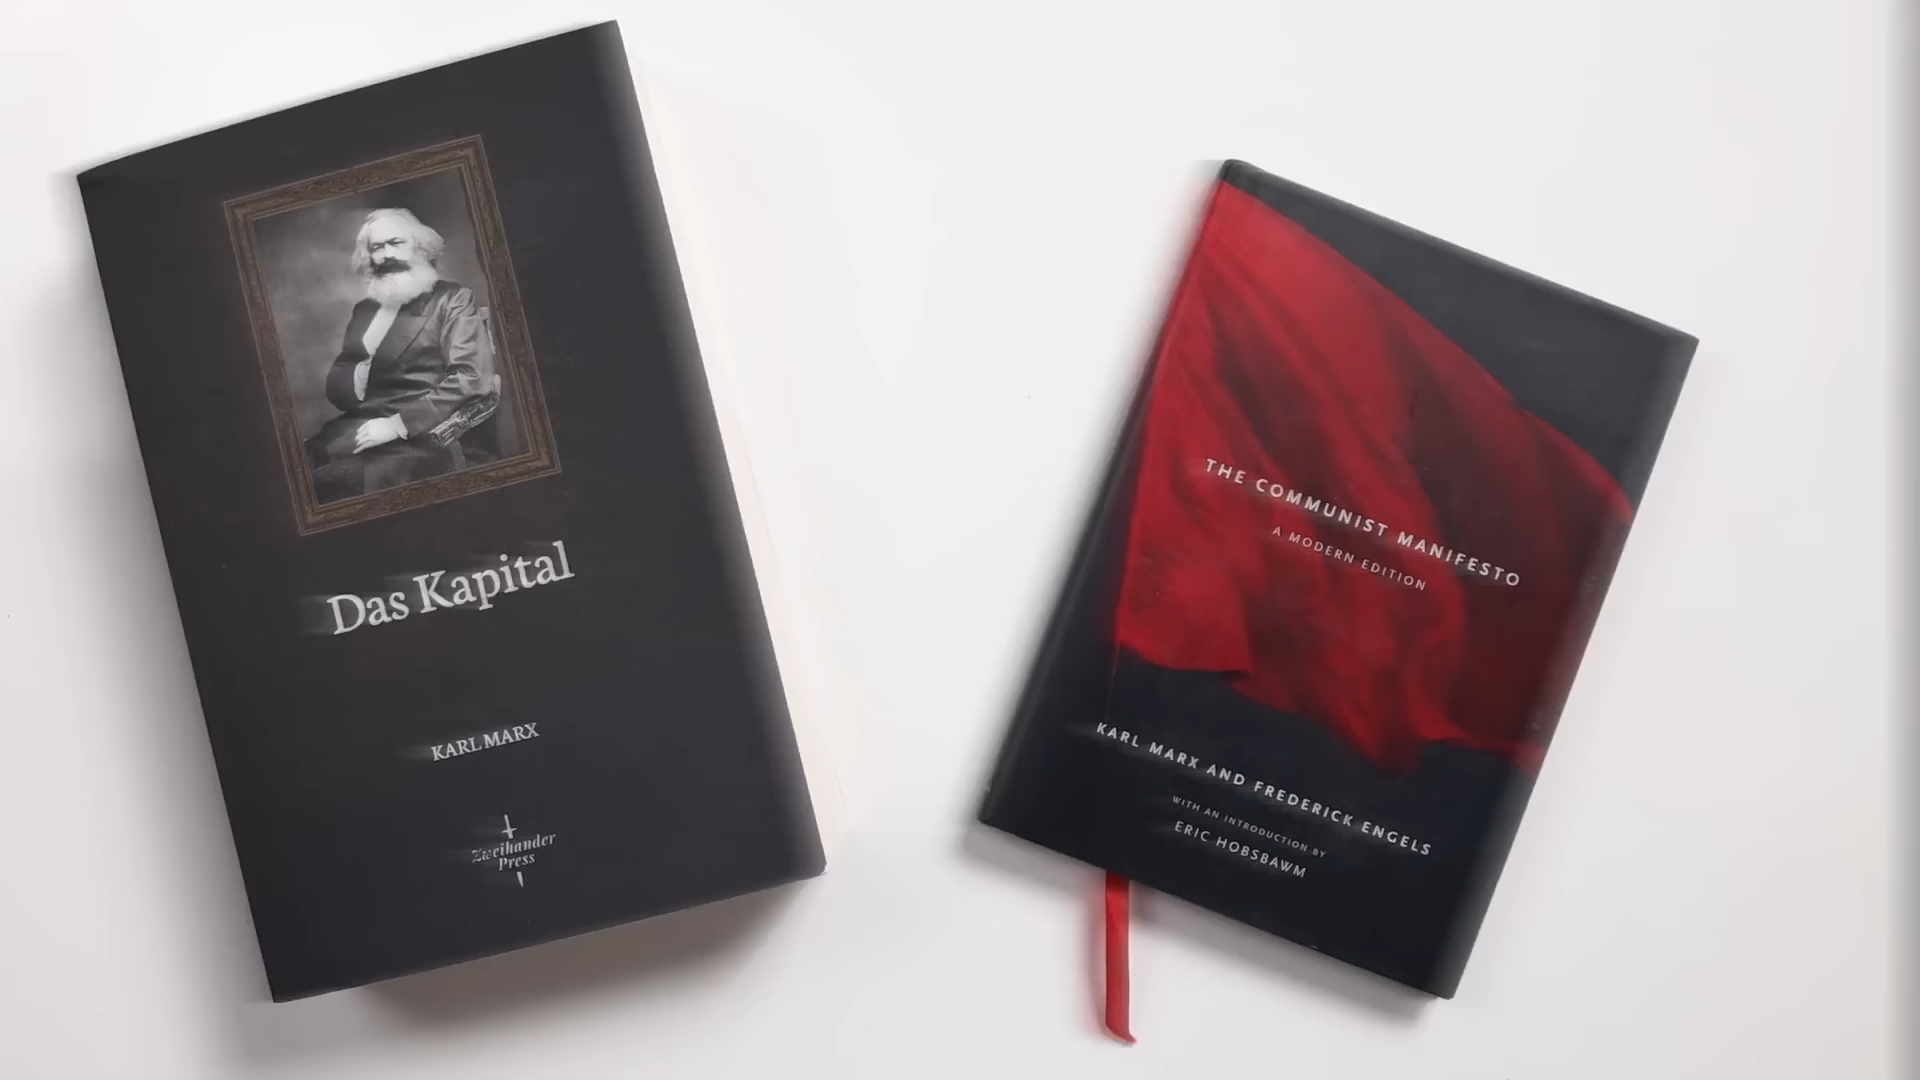 Das Kapital
KARL MARX
Zweihander
Press
THE COMMUNIST MANIFESTO
A MODERN EDITION
KARL MARX AND FREDERICK ENGELS
WITH AN INTRODUCTION BY
ERIC HOBSBAWM